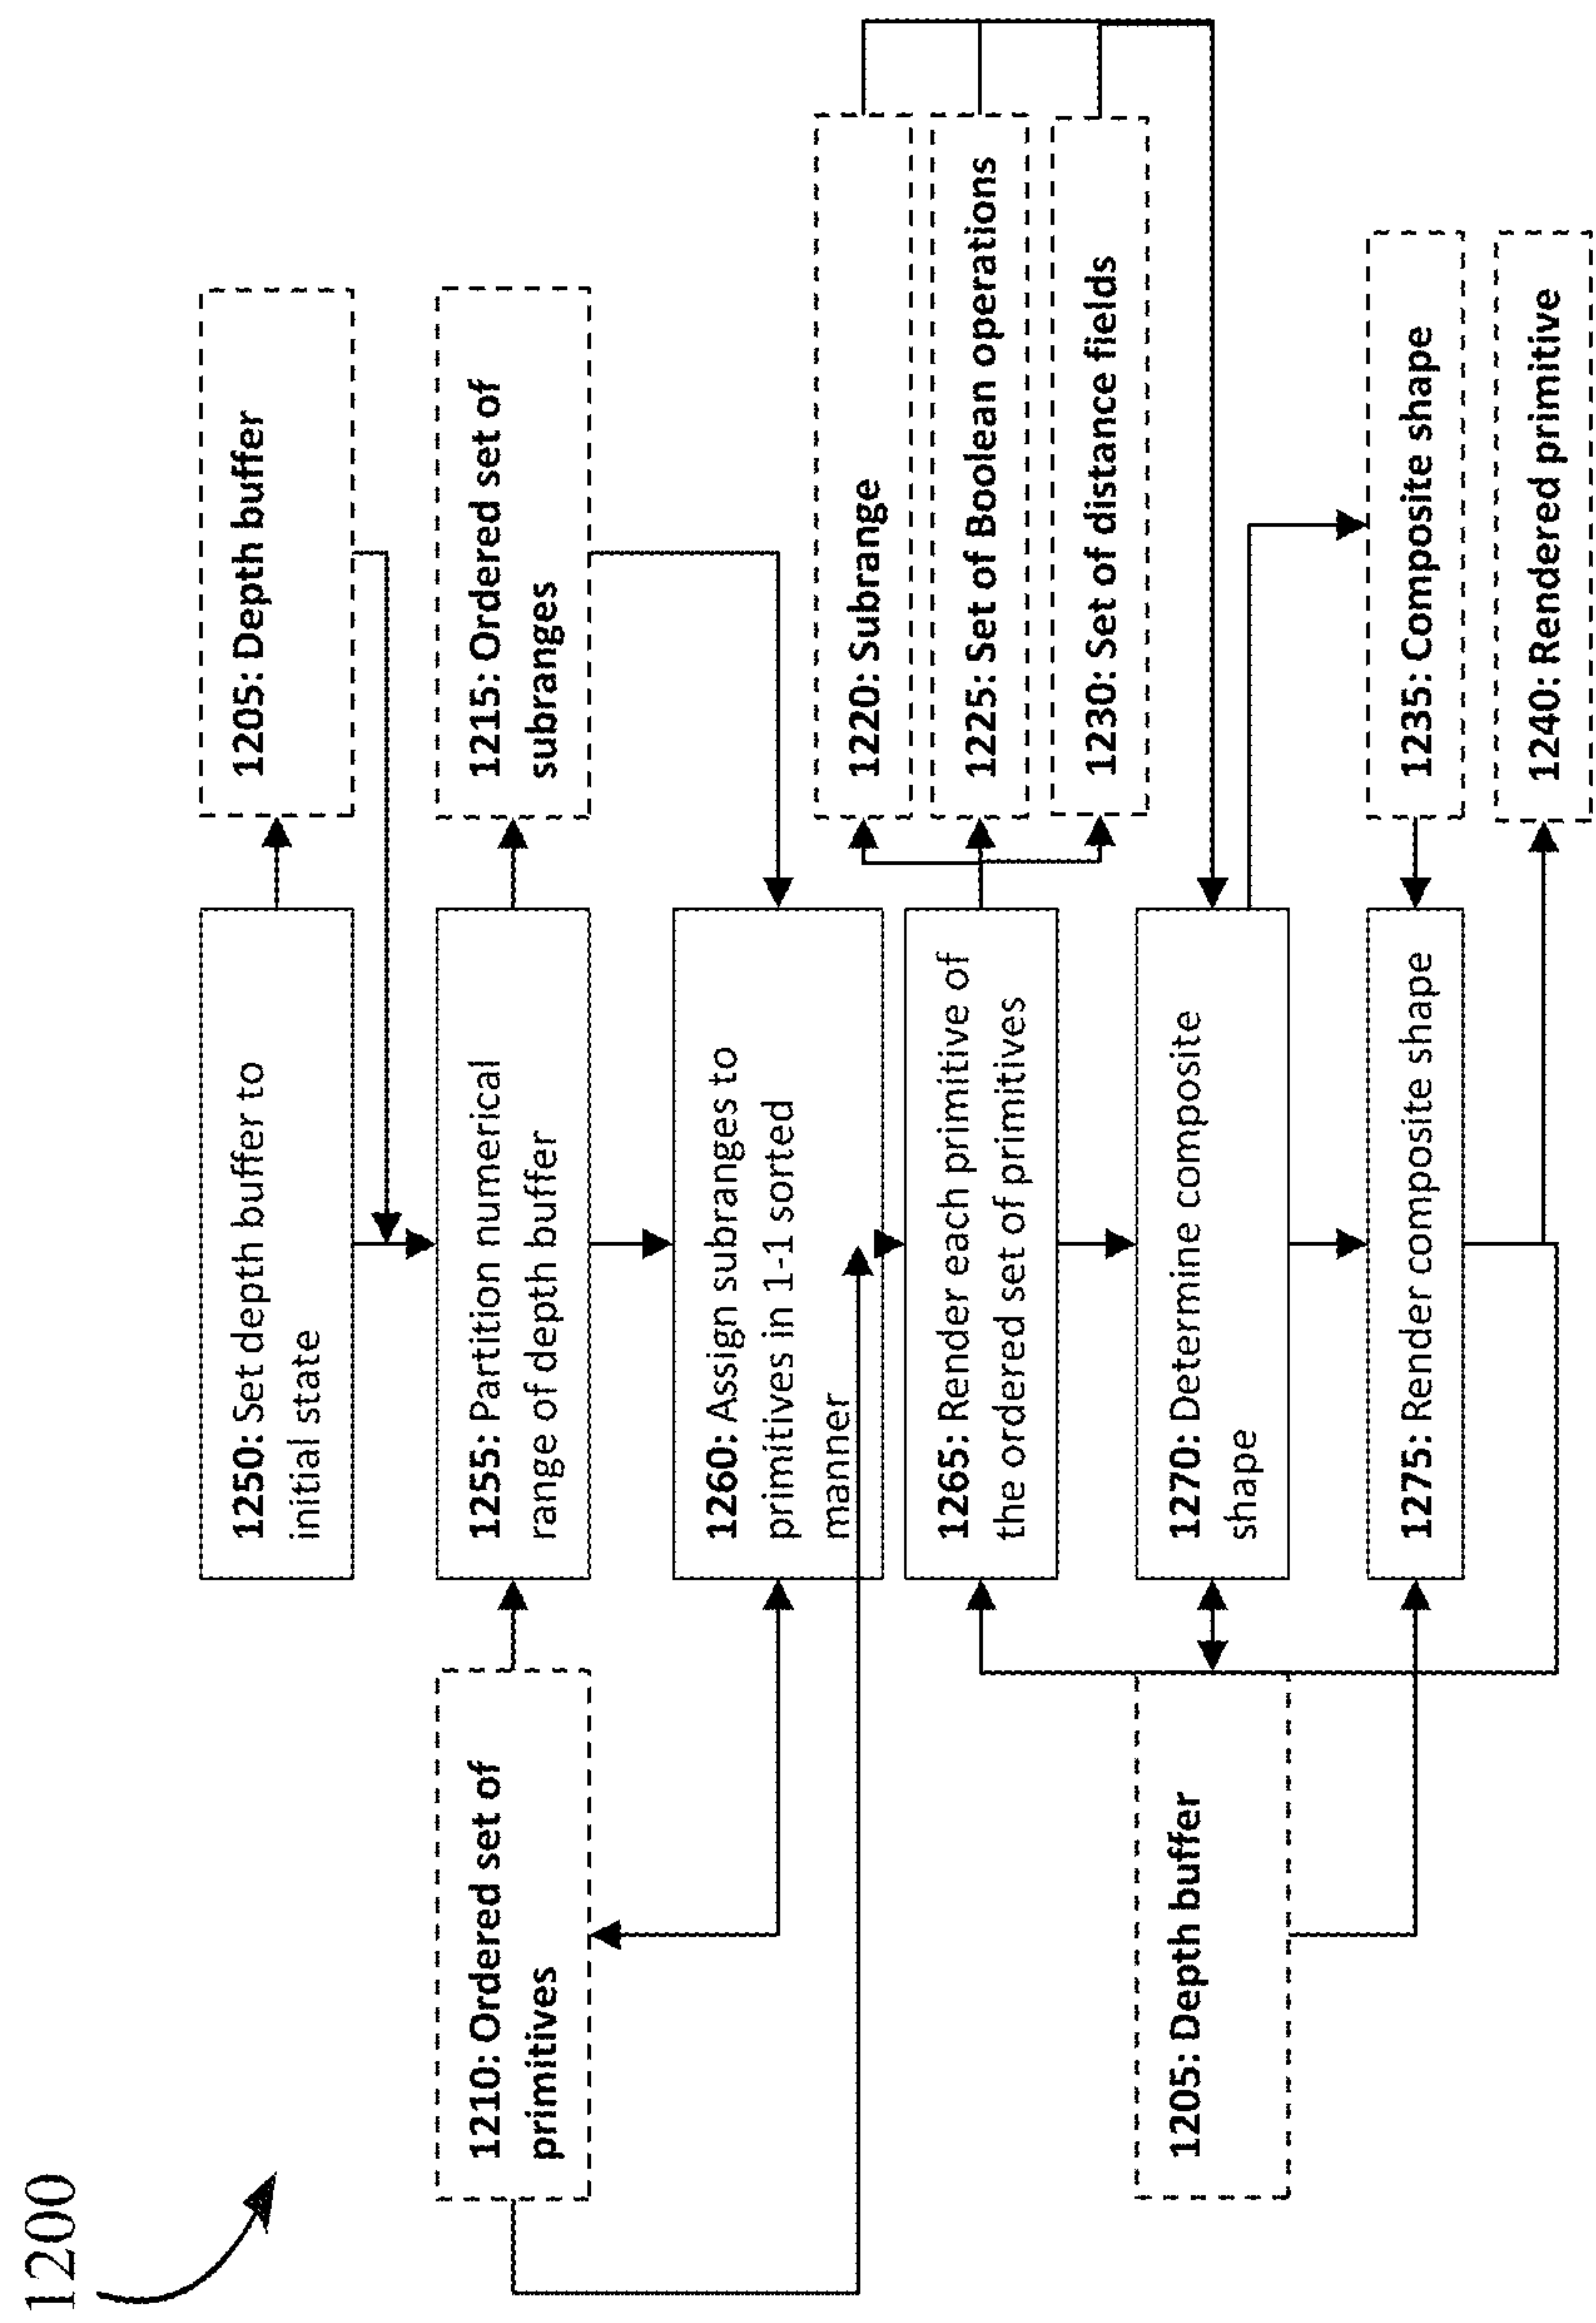 1200
1250: Set depth buffer to
initial state
1205: Depth buffer
1210: Ordered set of
primitives
1255: Partition numerical
range of depth buffer
1215: Ordered set of
subranges
1260: Assign subranges to
primitives in 1-1 sorted
manner
1220: Subrange
1265: Render each primitive of
the ordered set of primitives
1225: Set of Boolean operations
1230: Set of distance fields
1205: Depth buffer
1270: Determine composite
shape
1275: Render composite shape
1235: Composite shape
1240: Rendered primitive